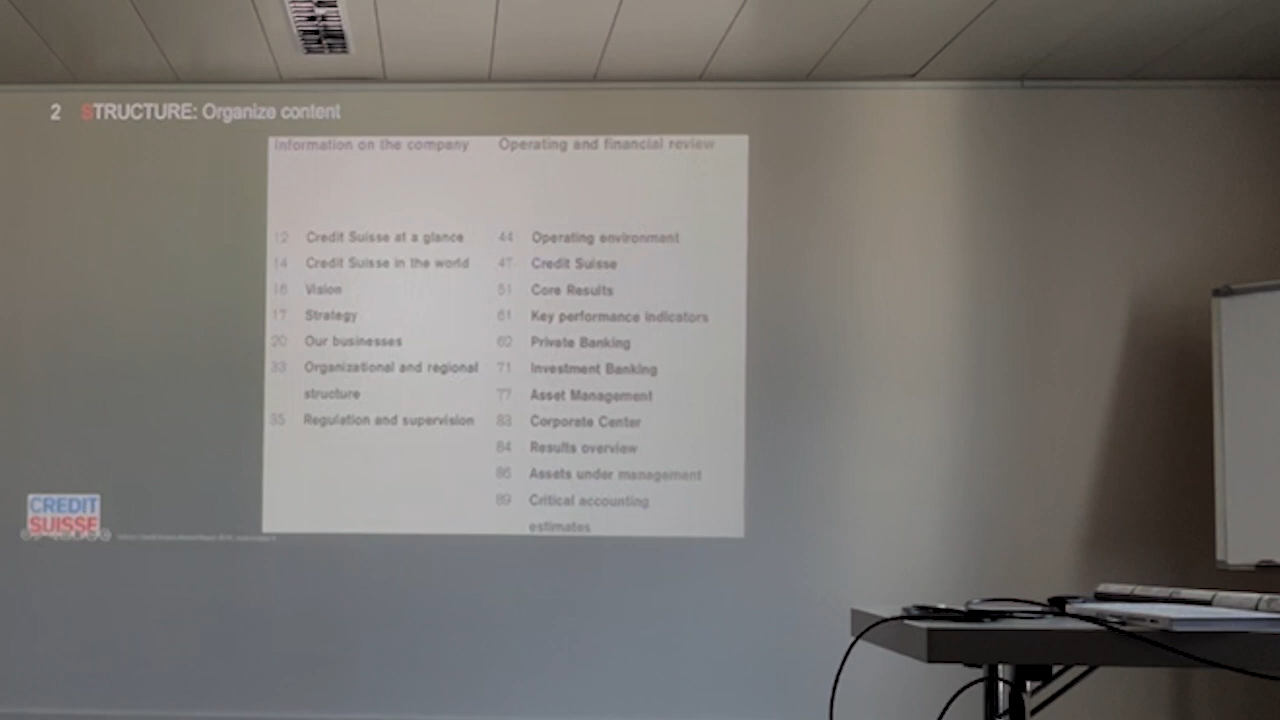 2 STRUCTURE: Organize content
Information on the company
12 Credit Suisse at a glance
14 Credit Suisse in the world
16 Vision
17 Strategy
20 Our businesses
33 Organizational and regional
structure
35 Regulation and supervision
Operating and financial review
44 Operating environment
47 Credit Suisse
51 Core Results
61 Key performance indicators
62 Private Banking
71 Investment Banking
77 Asset Management
83 Corporate Center
84 Results overview
86 Assets under management
89 Critical accounting
estimates
CREDIT
SUISSE